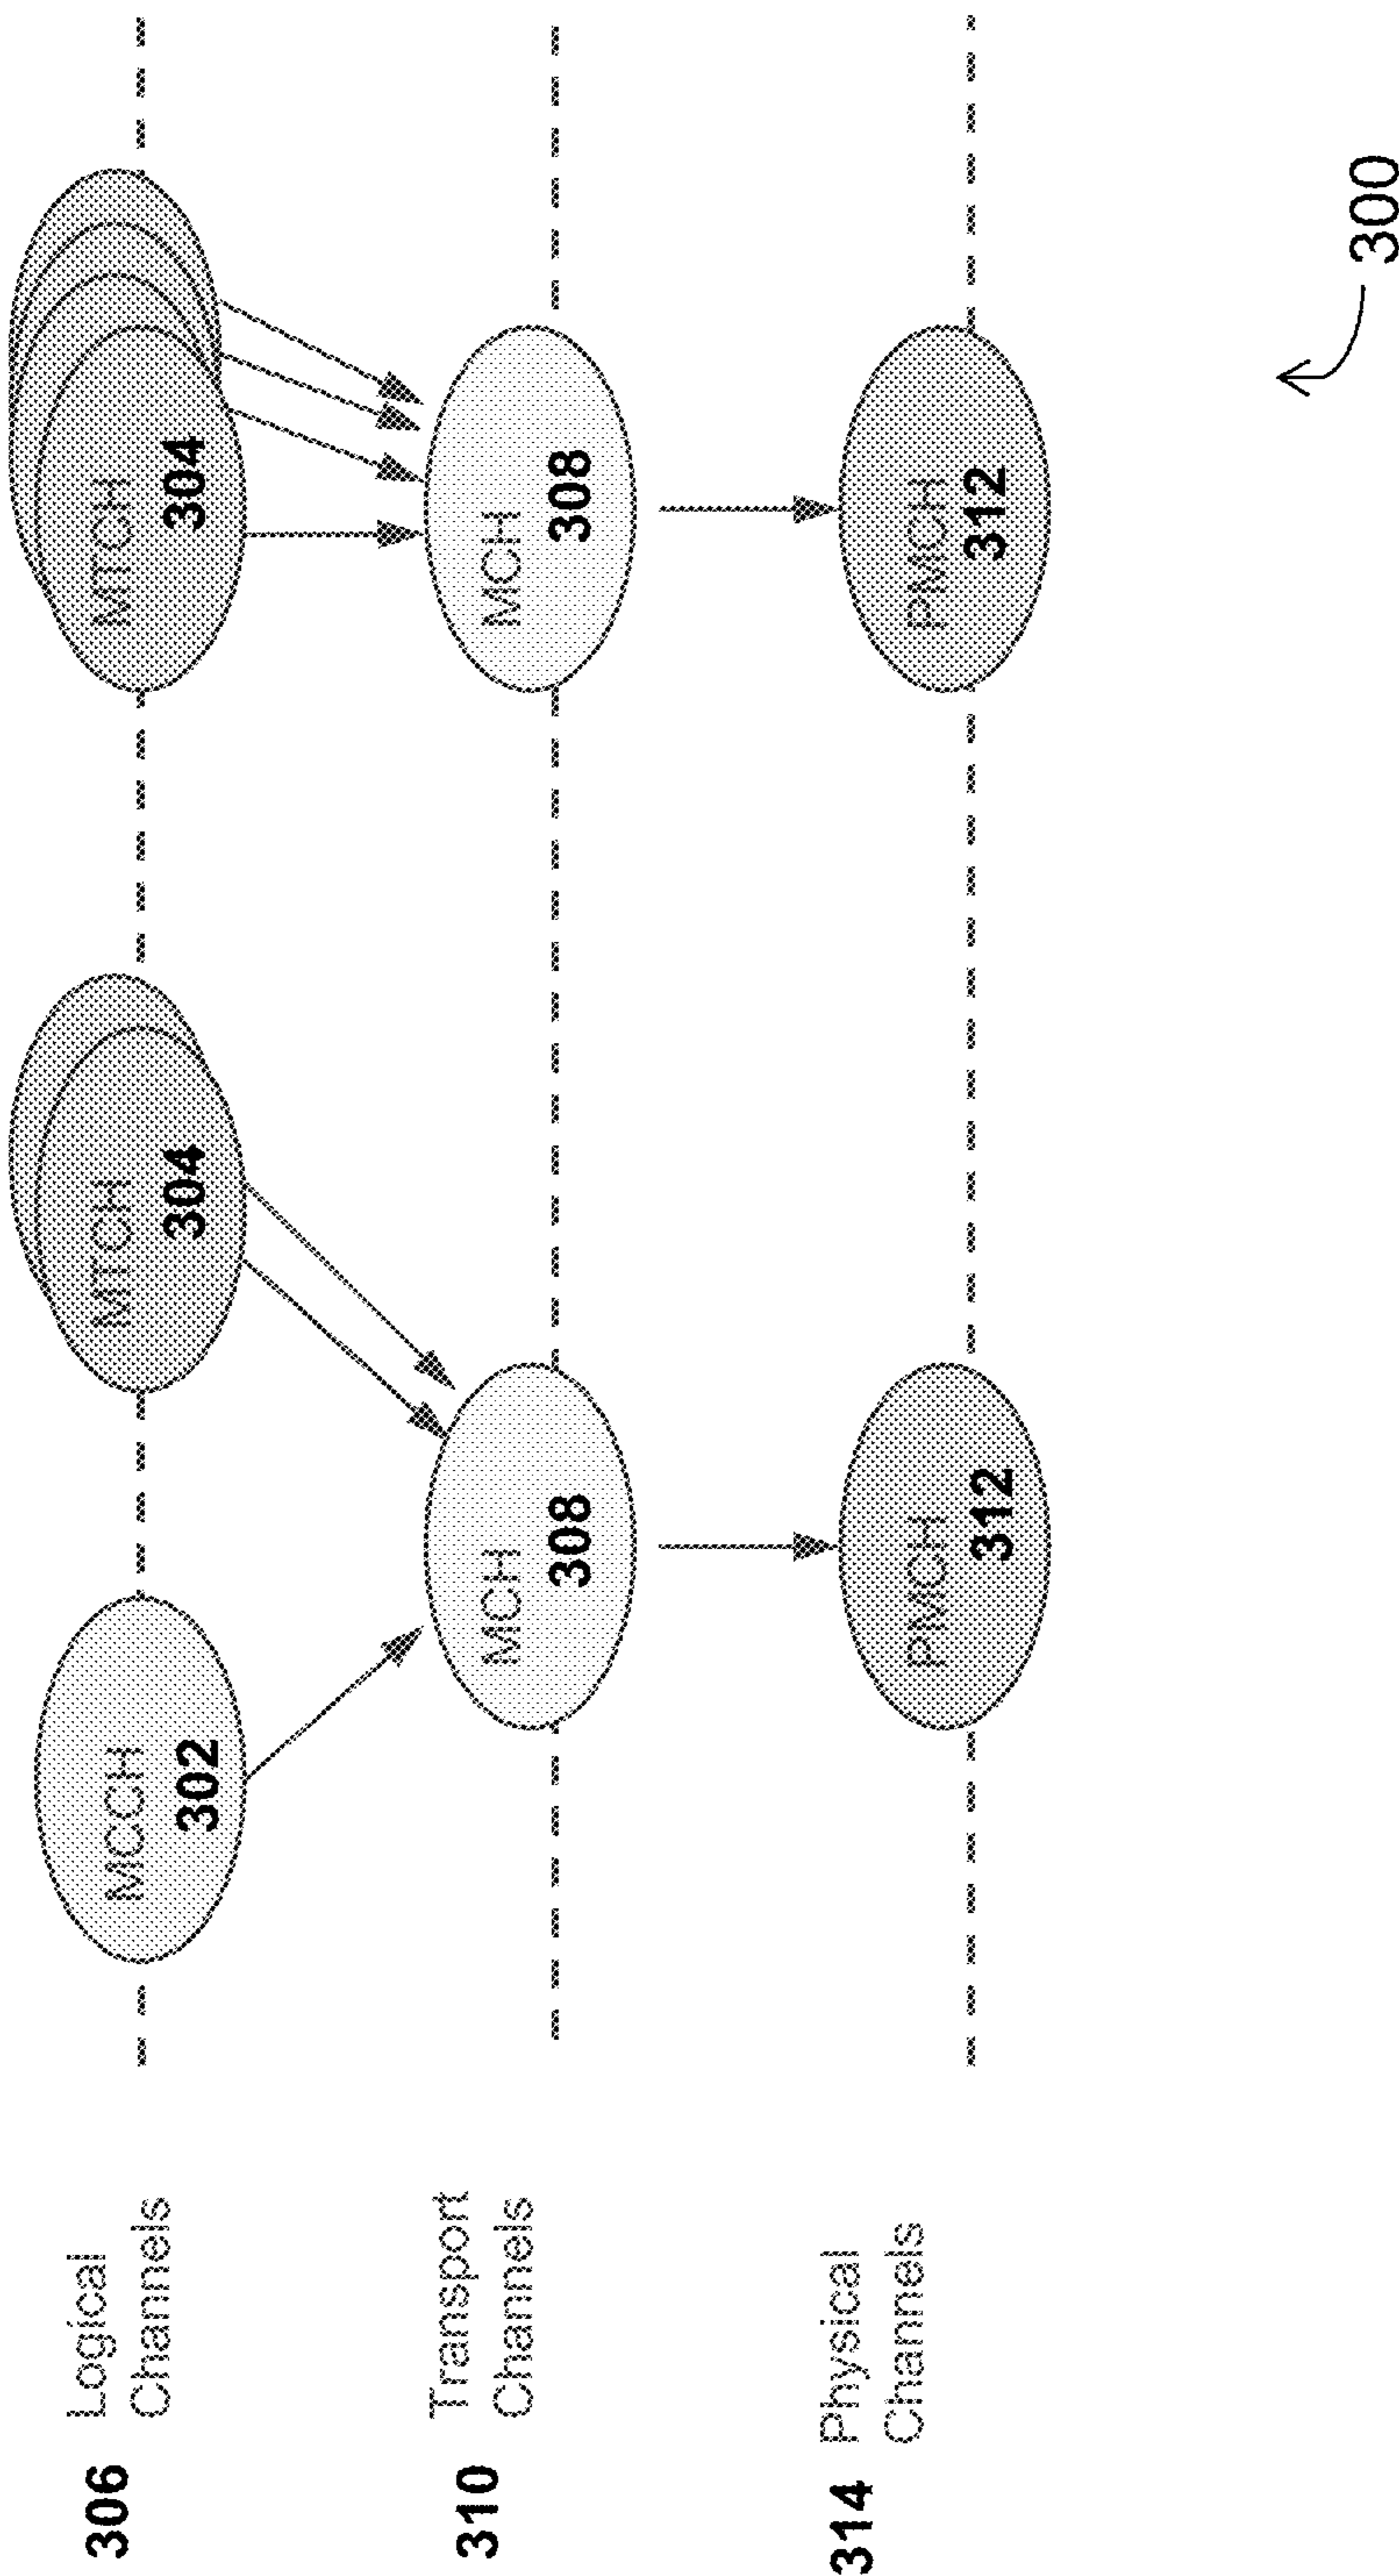 306 Logical
Channels
MCCH
302
MTCH
304
MTCH
304
310 Transport
Channels
MCH
308
MCH
308
314 Physical
Channels
PMCH
312
PMCH
312
300